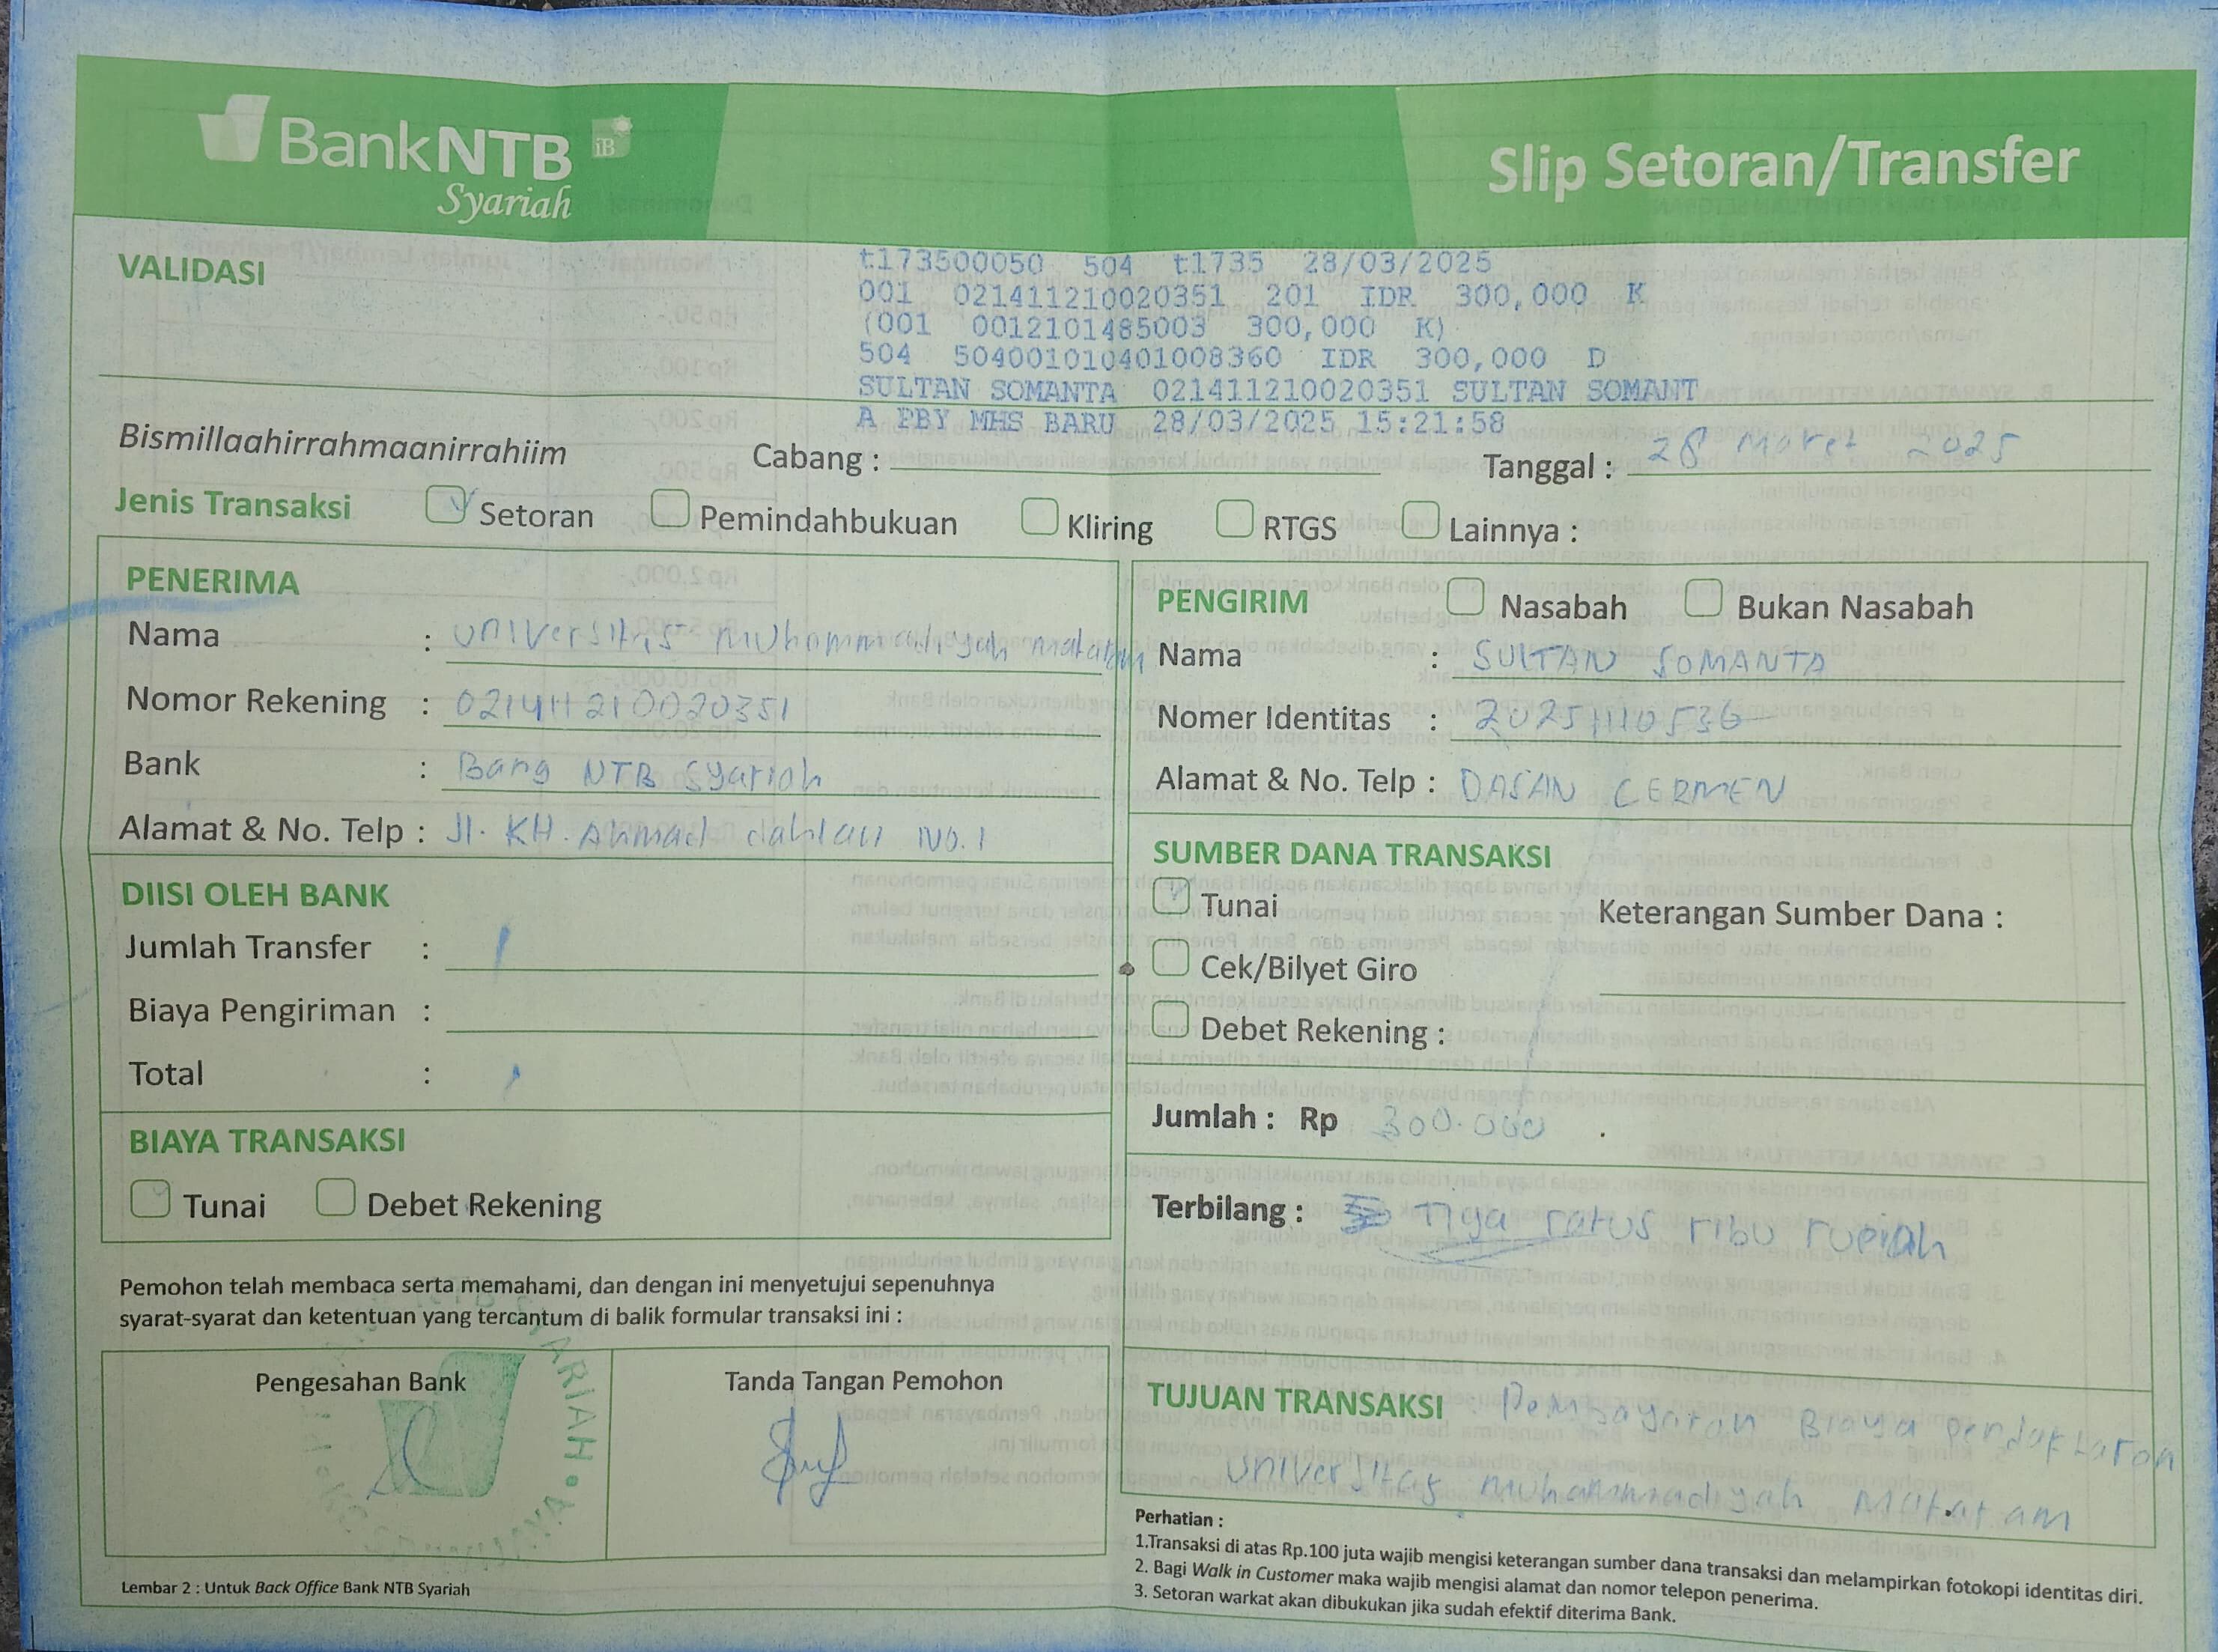 BankNTB iB
Syariah
Slip Setoran/Transfer
VALIDASI
t173500050 504 t1735 28/03/2025
001 021411210020351 201 IDR 300,000 K
(001 0012101485003 300,000 K)
504 504001010401008360 IDR 300,000 D
SULTAN SOMANTA 021411210020351 SULTAN SOMANT
A PBY MHS BARU 28/03/2025 15:21:58
Bismillaahirrahmaanirrahiim
Cabang :
Tanggal : 28 Maret 2025
Jenis Transaksi Setoran Pemindahbukuan Kliring RTGS Lainnya :
PENERIMA
Nama : Universitas Muhammadiyah mataram
Nomor Rekening : 021411210020351
Bank : Bang NTB Syariah
Alamat & No. Telp : Jl. KH. Ahmad dahlan No. 1
DIISI OLEH BANK
Jumlah Transfer :
Biaya Pengiriman :
Total :
BIAYA TRANSAKSI
Tunai Debet Rekening
Pemohon telah membaca serta memahami, dan dengan ini menyetujui sepenuhnya
syarat-syarat dan ketentuan yang tercantum di balik formular transaksi ini :
Pengesahan Bank
Tanda Tangan Pemohon
Lembar 2 : Untuk Back Office Bank NTB Syariah
PENGIRIM Nasabah Bukan Nasabah
Nama : SULTAN SOMANTA
Nomer Identitas : 20251110536
Alamat & No. Telp : DASAN CERMEN
SUMBER DANA TRANSAKSI
Tunai
Keterangan Sumber Dana :
Cek/Bilyet Giro
Debet Rekening :
Jumlah : Rp 300.000
Terbilang : Tiga ratus ribu rupiah
TUJUAN TRANSAKSI : Pembayaran Biaya pendaftaran
Universitas Muhammadiyah Mataram
Perhatian :
1.Transaksi di atas Rp.100 juta wajib mengisi keterangan sumber dana transaksi dan melampirkan fotokopi identitas diri.
2. Bagi Walk in Customer maka wajib mengisi alamat dan nomor telepon penerima.
3. Setoran warkat akan dibukukan jika sudah efektif diterima Bank.